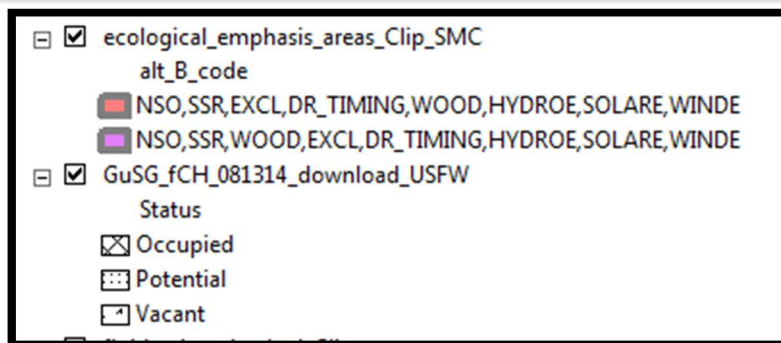 ecological_emphasis_areas_Clip_SMC
alt_B_code
NSO,SSR,EXCL,DR_TIMING,WOOD,HYDROE,SOLARE,WINDE
NSO,SSR,WOOD,EXCL,DR_TIMING,HYDROE,SOLARE,WINDE
GuSG_fCH_081314_download_USFW
Status
Occupied
Potential
Vacant